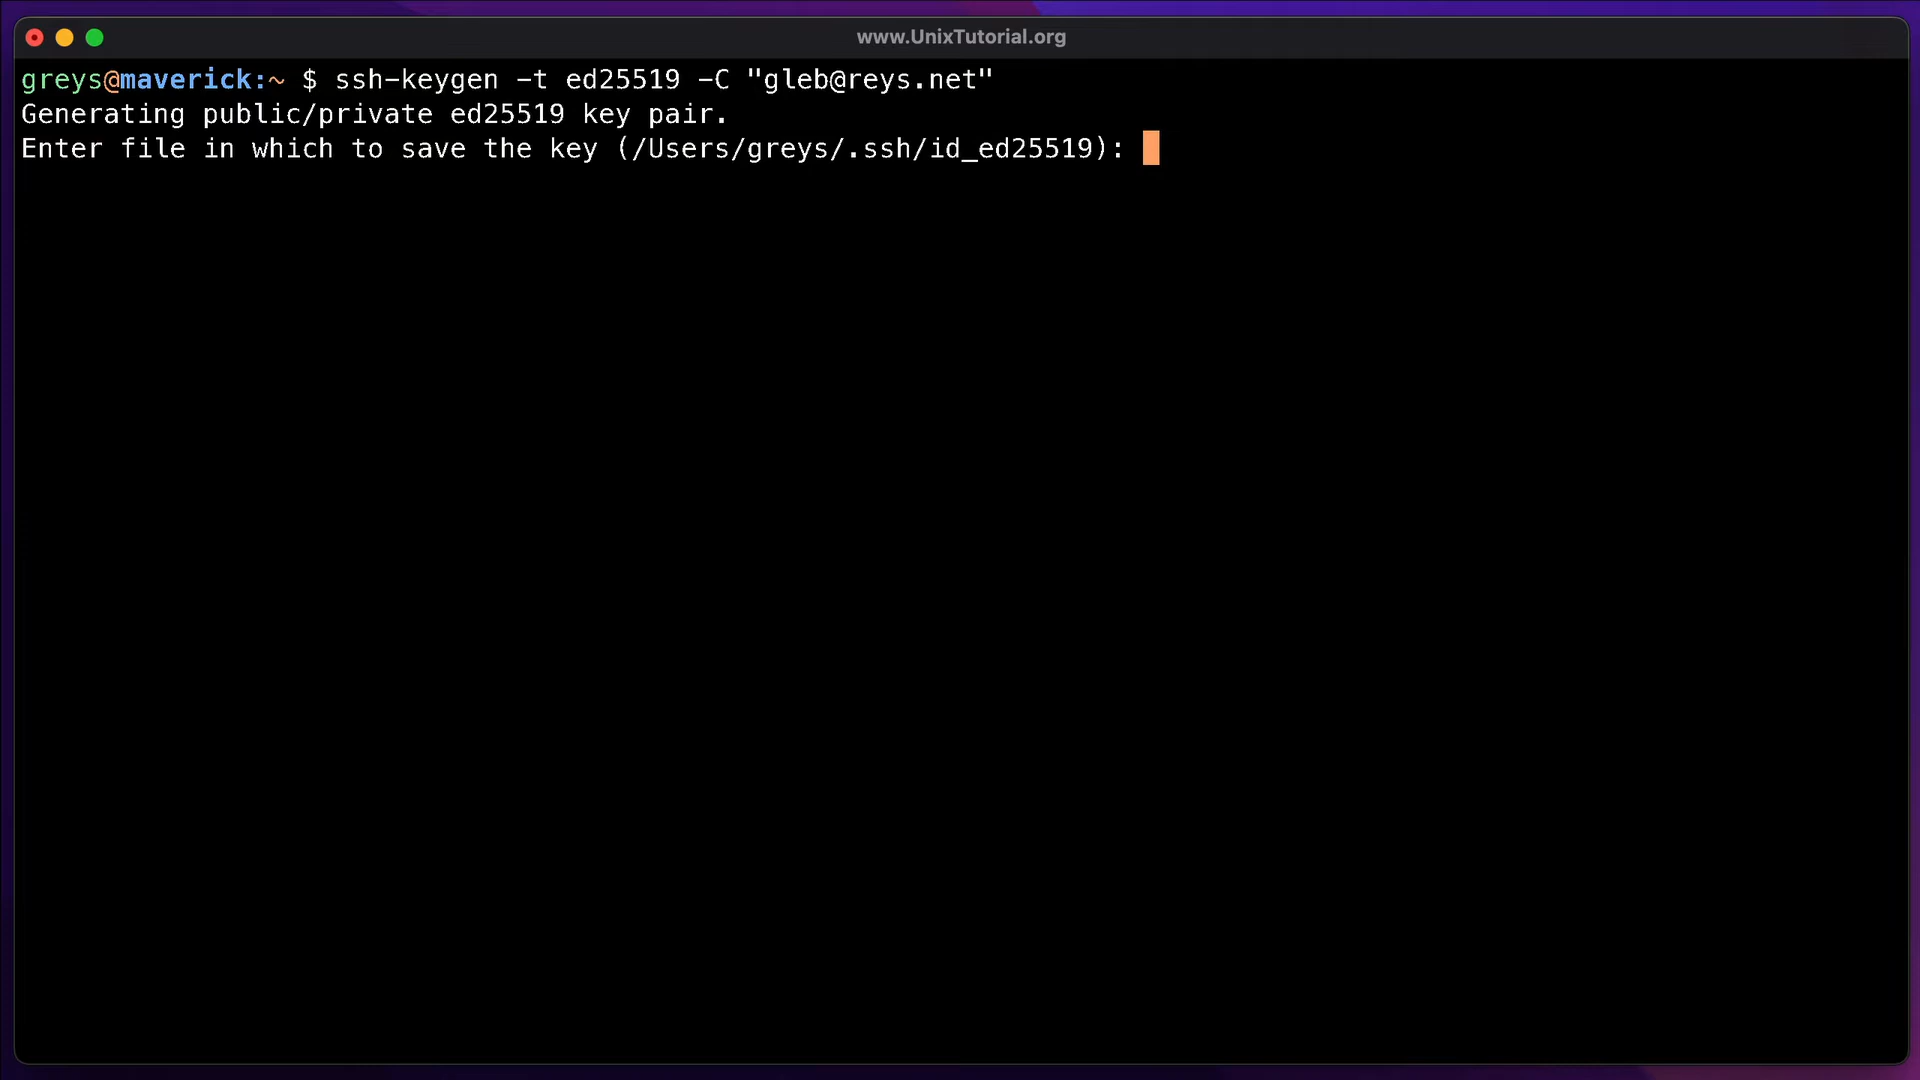 www.UnixTutorial.org
greys@maverick:~ $ ssh-keygen -t ed25519 -C "gleb@reys.net"
Generating public/private ed25519 key pair.
Enter file in which to save the key (/Users/greys/.ssh/id_ed25519):